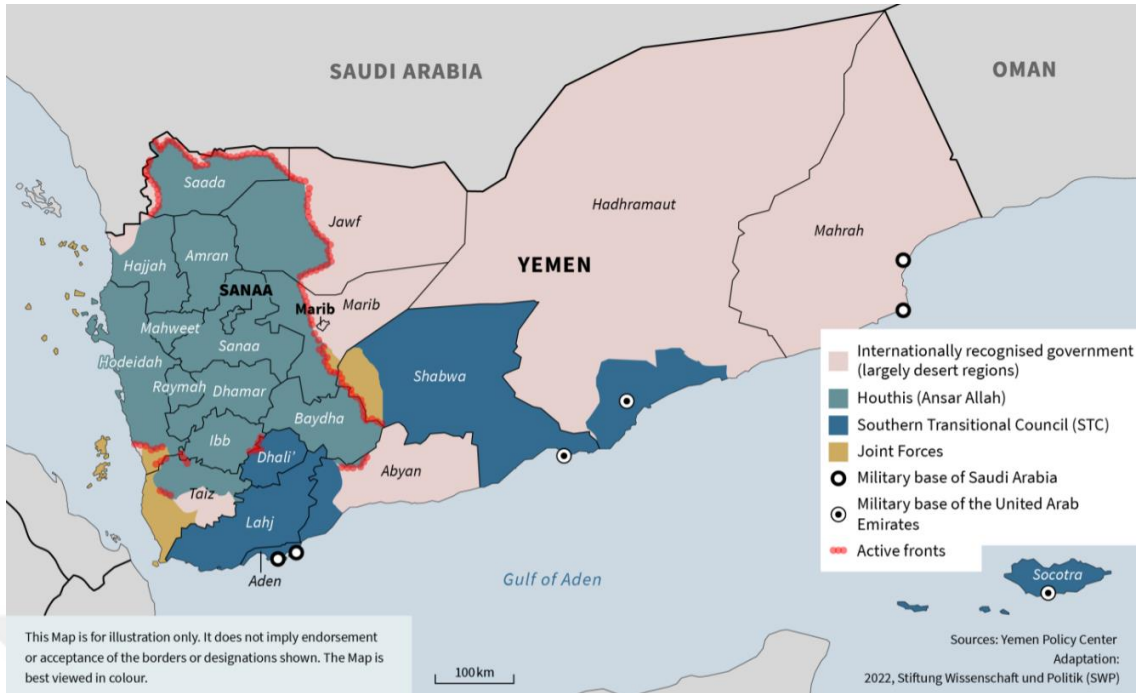 SAUDI ARABIA
OMAN
Saada
Jawf
Hadhramaut
Mahrah
Hajjah
Amran
YEMEN
SANAA
Marib
Marib
Mahweet
Sanaa
Hodeidah
Shabwa
Raymah
Dhamar
Baydha
Ibb
Dhali’
Abyan
Taiz
Lahj
Aden
Gulf of Aden
Socotra
Internationally recognised government
(largely desert regions)
Houthis (Ansar Allah)
Southern Transitional Council (STC)
Joint Forces
Military base of Saudi Arabia
Military base of the United Arab
Emirates
Active fronts
This Map is for illustration only. It does not imply endorsement
or acceptance of the borders or designations shown. The Map is
best viewed in colour.
100 km
Sources: Yemen Policy Center
Adaptation:
2022, Stiftung Wissenschaft und Politik (SWP)